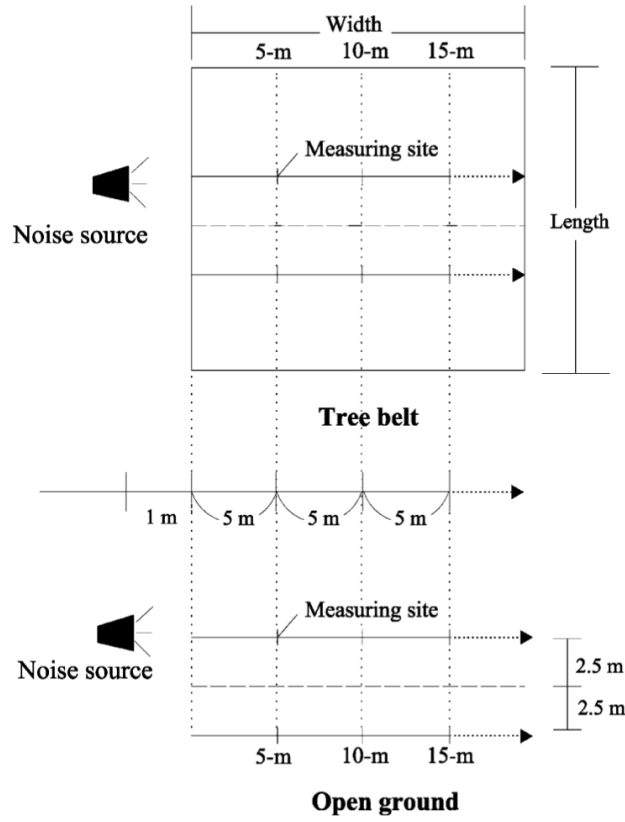 Width
5-m 10-m 15-m
Measuring site
Noise source
Length
Tree belt
1 m 5 m 5 m 5 m
Measuring site
Noise source
2.5 m
2.5 m
5-m 10-m 15-m
Open ground